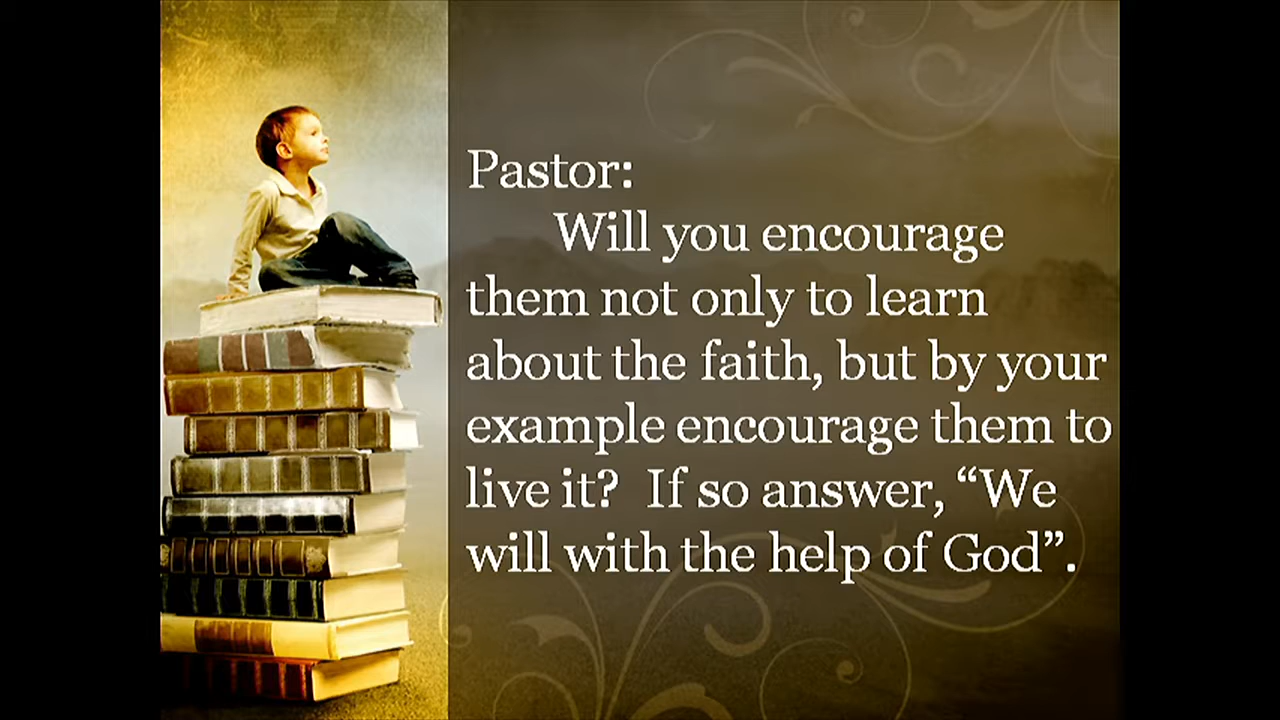 Pastor:
Will you encourage
them not only to learn
about the faith, but by your
example encourage them to
live it?  If so answer, “We
will with the help of God”.